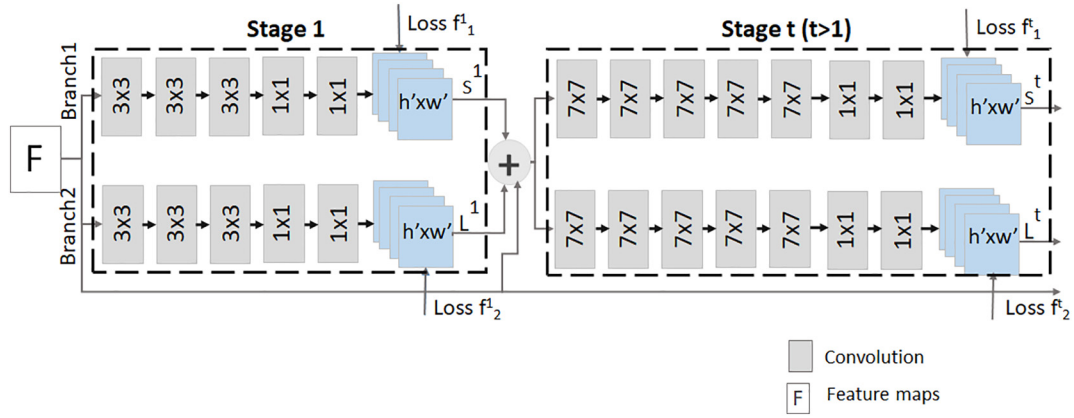 Stage 1
Stage t (t>1)
Loss f¹₁
Loss fᵗ₁
Branch1
3x3
3x3
3x3
1x1
1x1
h'xw'
S¹
7x7
7x7
7x7
7x7
7x7
1x1
1x1
h'xw'
Sᵗ
F
+
Branch2
3x3
3x3
3x3
1x1
1x1
h'xw'
L¹
7x7
7x7
7x7
7x7
7x7
1x1
1x1
h'xw'
Lᵗ
Loss f¹₂
Loss fᵗ₂
Convolution
F
Feature maps